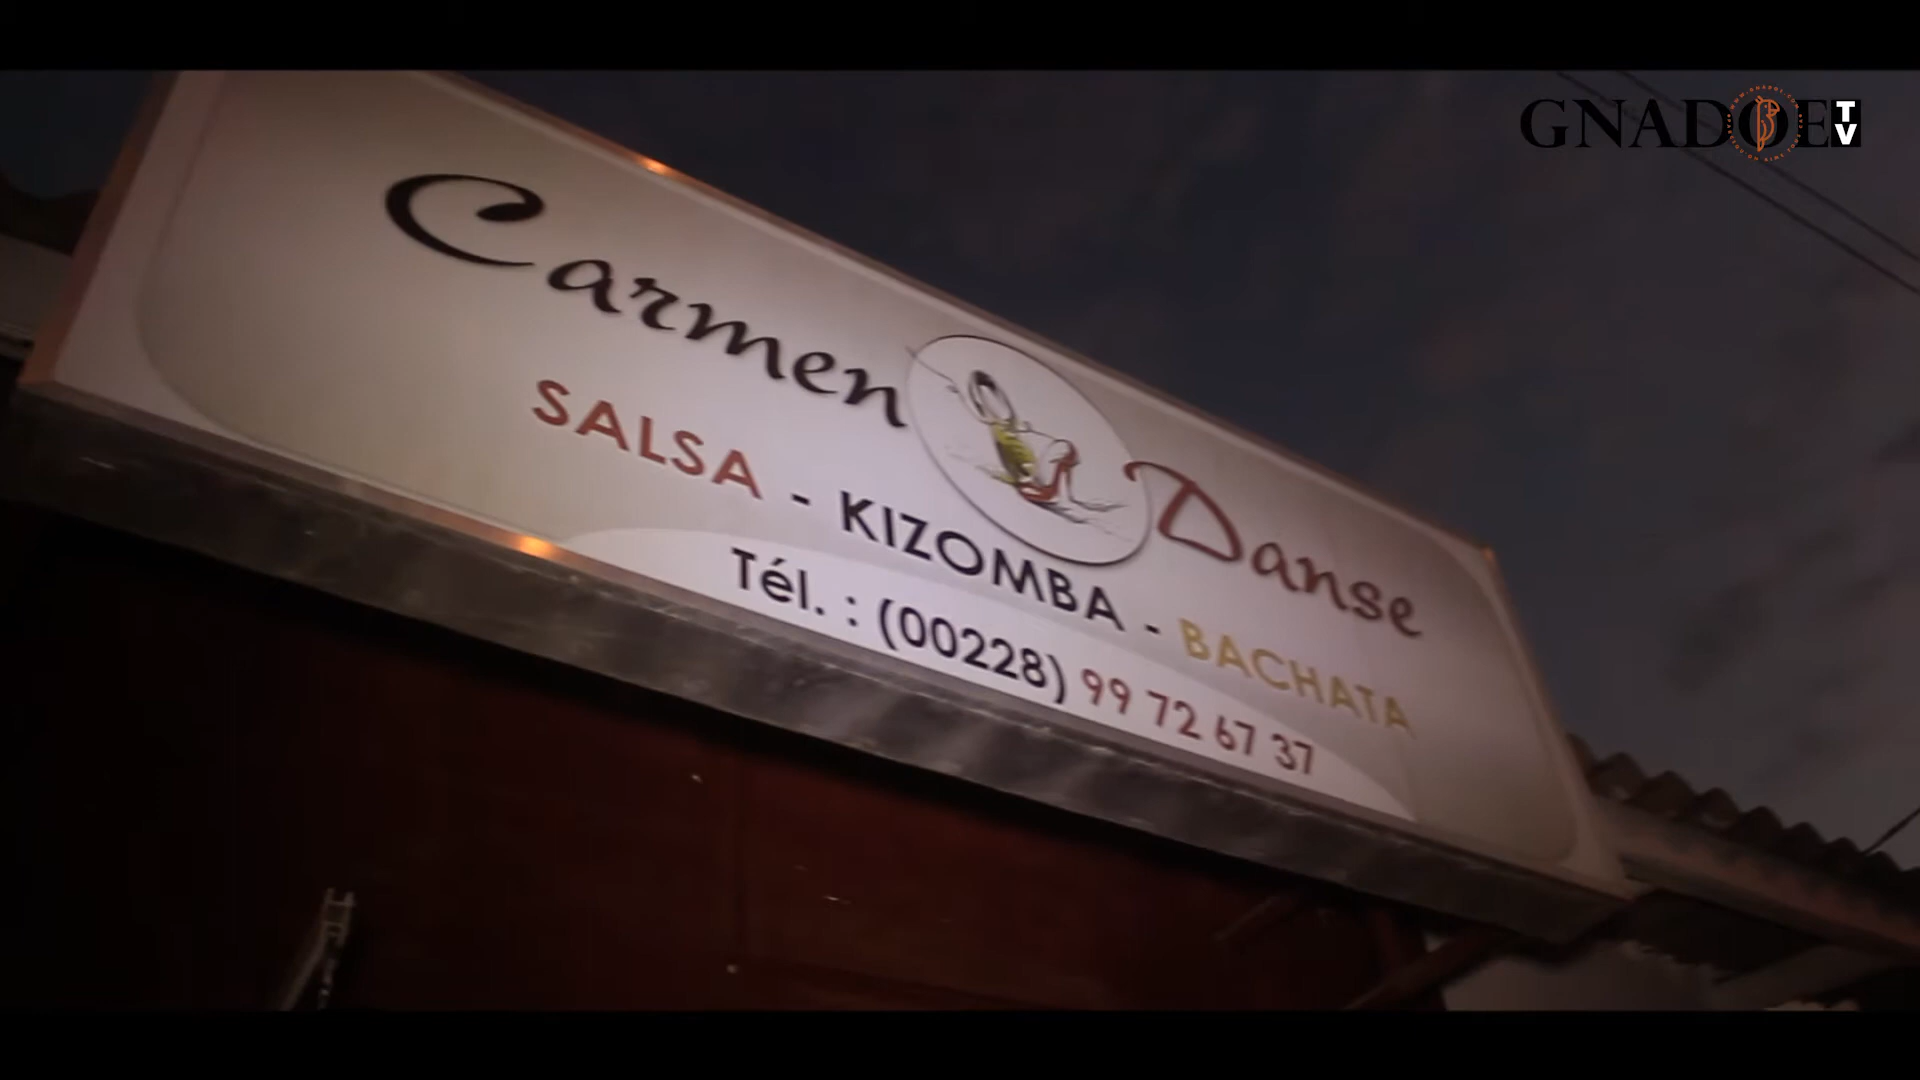 GNADOE TV
Carmen Danse
SALSA - KIZOMBA - BACHATA
Tél. : (00228) 99 72 67 37